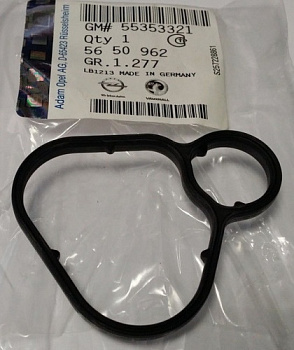 GM# 55353321
Qty 1
56 50 962
GR.1.277
LB1213 MADE IN GERMANY
VAUXHALL
Adam Opel AG, D-65423 Rüsselsheim